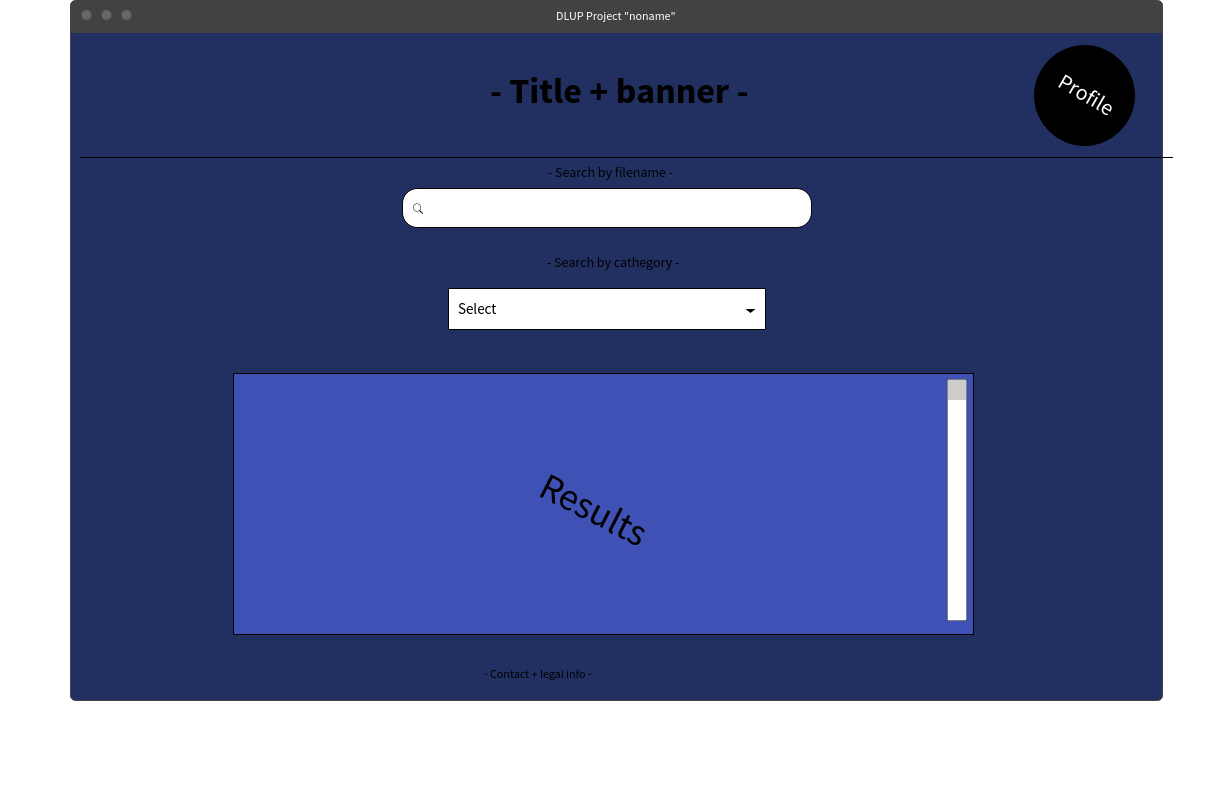 DLUP Project "noname"
- Title + banner -
Profile
- Search by filename -
- Search by cathegory -
Select
Results
- Contact + legal info -